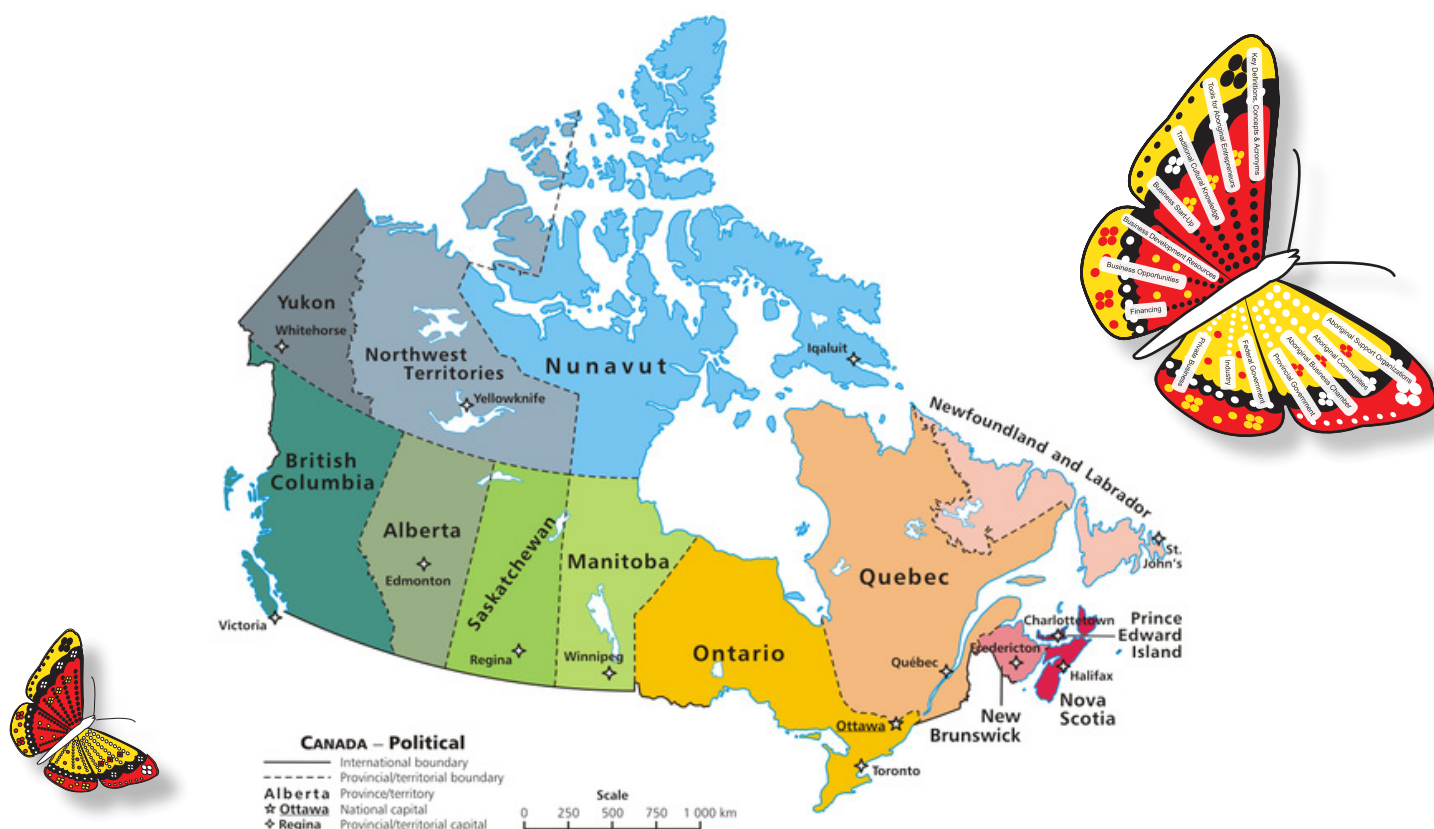 Yukon
Whitehorse
Northwest
Territories
Yellowknife
Nunavut
Iqaluit
British
Columbia
Alberta
Edmonton
Saskatchewan
Regina
Manitoba
Winnipeg
Victoria
Ontario
Quebec
Québec
Ottawa
Toronto
Newfoundland and Labrador
St.
John's
Charlottetown
Prince
Edward
Island
Fredericton
Halifax
Nova
Scotia
New
Brunswick
CANADA – Political
International boundary
Provincial/territorial boundary
Alberta Province/territory
Ottawa National capital
Regina Provincial/territorial capital
Scale
0 250 500 750 1 000 km
Key Definitions, Concepts & Acronyms
Tools for Aboriginal Entrepreneurs
Traditional Cultural Knowledge
Business Start-Up
Business Development Resources
Business Opportunities
Financing
Private Business
Industry
Federal Government
Provincial Government
Aboriginal Business Chamber
Aboriginal Communities
Aboriginal Support Organizations